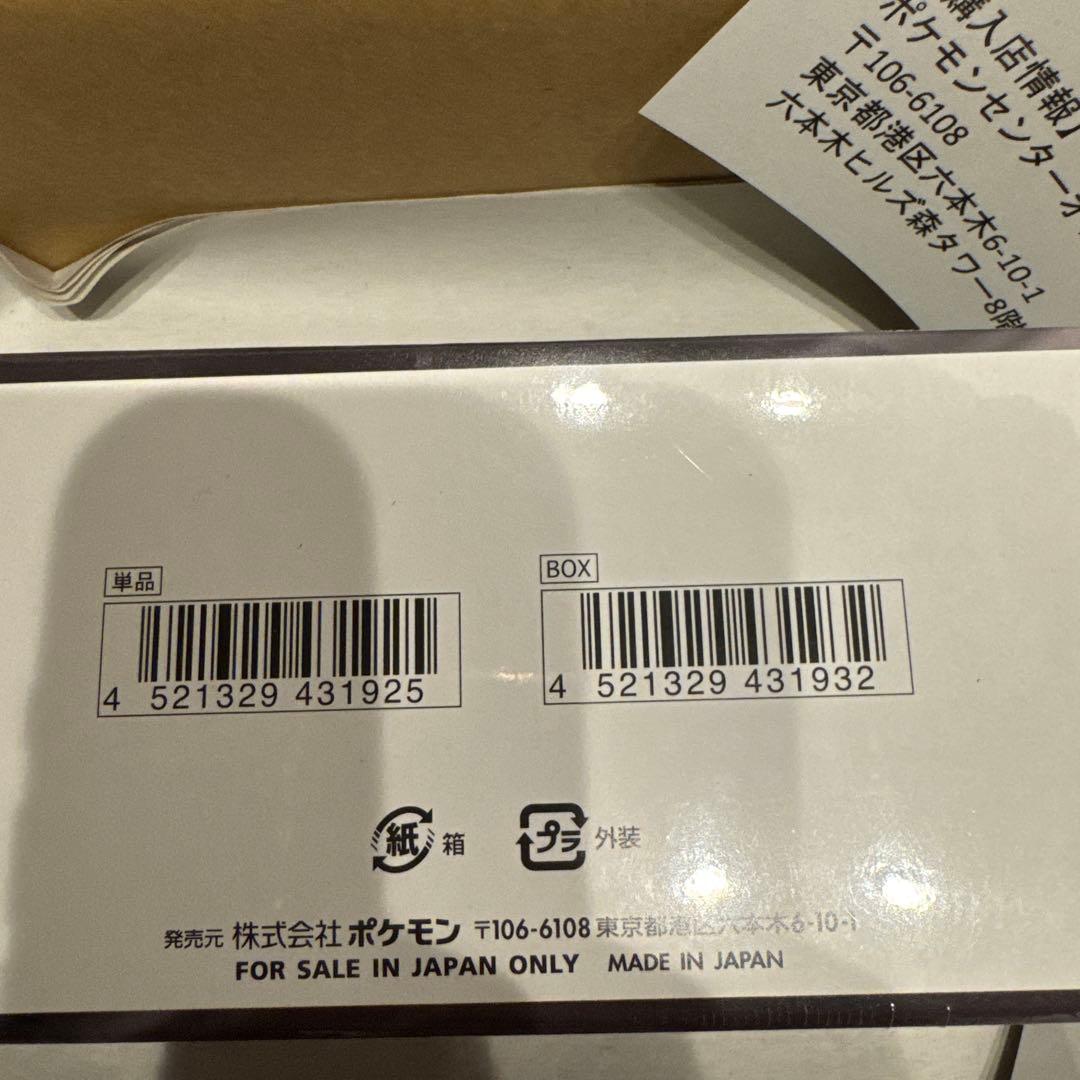 購入店情報】
ポケモンセンターオ
〒106-6108
東京都港区六本木6-10-1
六本木ヒルズ森タワー8階
単品
4 521329 431925
BOX
4 521329 431932
紙 箱
プラ 外装
発売元 株式会社 ポケモン 〒106-6108 東京都港区六本木6-10-1
FOR SALE IN JAPAN ONLY MADE IN JAPAN